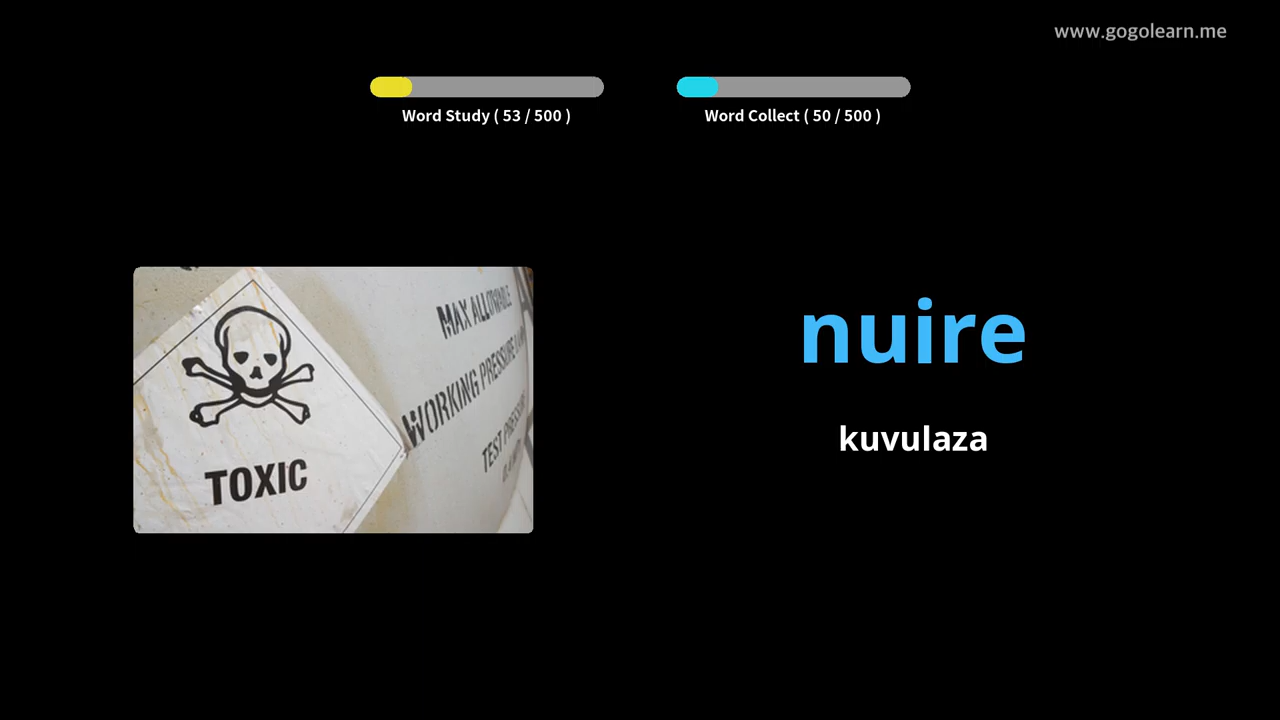 www.gogolearn.me
Word Study ( 53 / 500 )
Word Collect ( 50 / 500 )
MAX ALLOWABLE
WORKING PRESSURE
TEST PRESSURE
TOXIC
nuire
kuvulaza